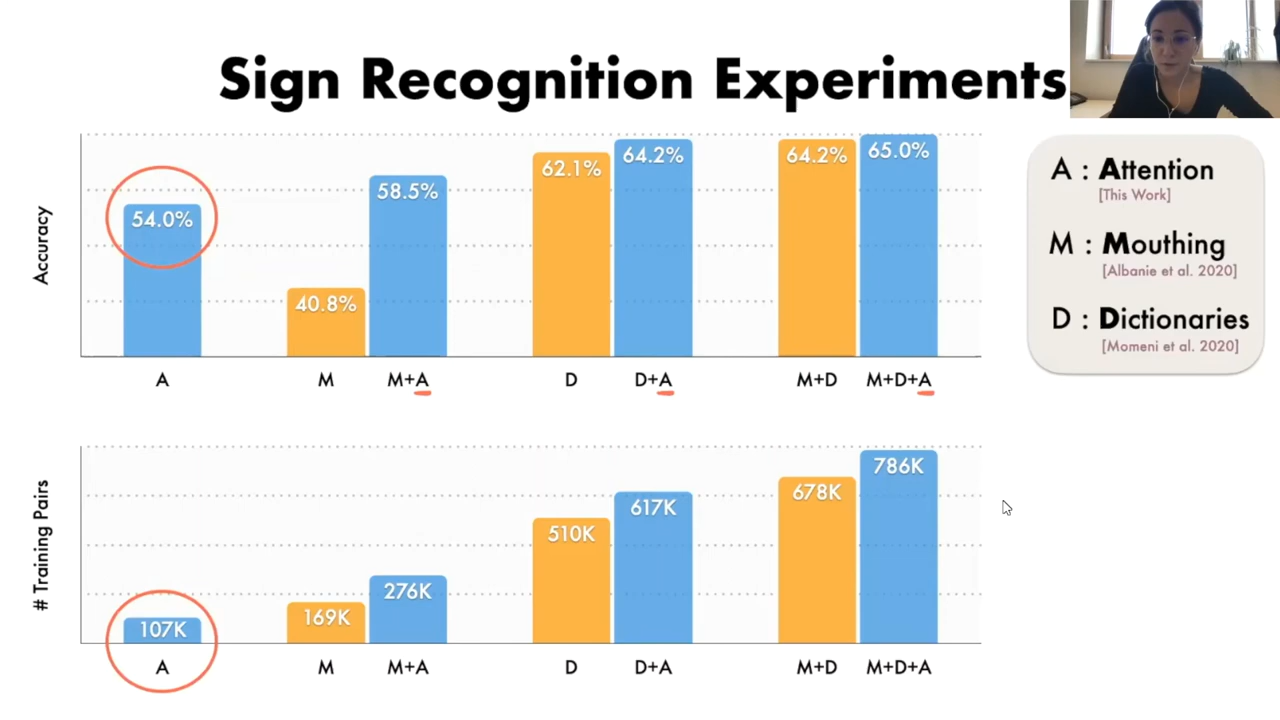 Sign Recognition Experiments
Accuracy
54.0%
40.8%
58.5%
62.1%
64.2%
64.2%
65.0%
A
M
M+A
D
D+A
M+D
M+D+A
# Training Pairs
107K
169K
276K
510K
617K
678K
786K
A
M
M+A
D
D+A
M+D
M+D+A
A : Attention
[This Work]
M : Mouthing
[Albanie et al. 2020]
D : Dictionaries
[Momeni et al. 2020]